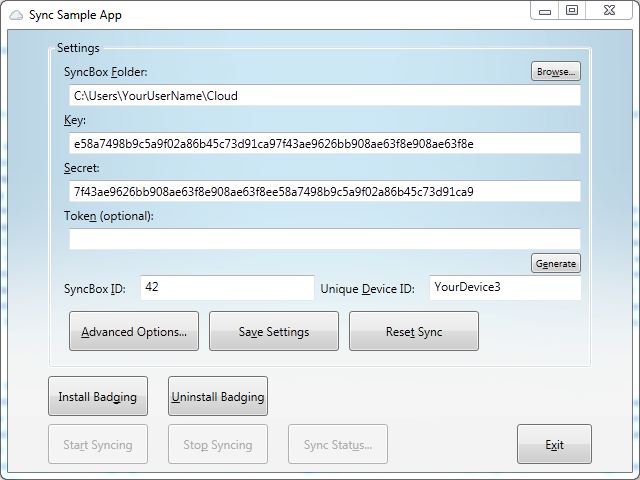 Sync Sample App
Settings
SyncBox Folder:
Browse...
C:\Users\YourUserName\Cloud
Key:
e58a7498b9c5a9f02a86b45c73d91ca97f43ae9626bb908ae63f8e908ae63f8e
Secret:
7f43ae9626bb908ae63f8e908ae63f8ee58a7498b9c5a9f02a86b45c73d91ca9
Token (optional):
Generate
SyncBox ID: 42 Unique Device ID: YourDevice3
Advanced Options... Save Settings Reset Sync
Install Badging Uninstall Badging
Start Syncing Stop Syncing Sync Status... Exit